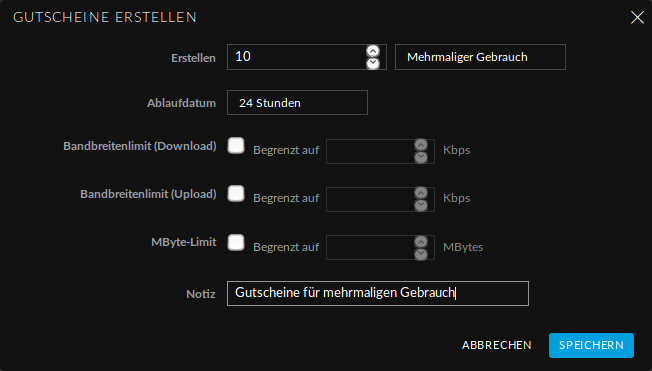 GUTSCHEINE ERSTELLEN
Erstellen 10 Mehrmaliger Gebrauch
Ablaufdatum 24 Stunden
Bandbreitenlimit (Download) Begrenzt auf Kbps
Bandbreitenlimit (Upload) Begrenzt auf Kbps
MByte-Limit Begrenzt auf MBytes
Notiz Gutscheine für mehrmaligen Gebrauch
ABBRECHEN SPEICHERN